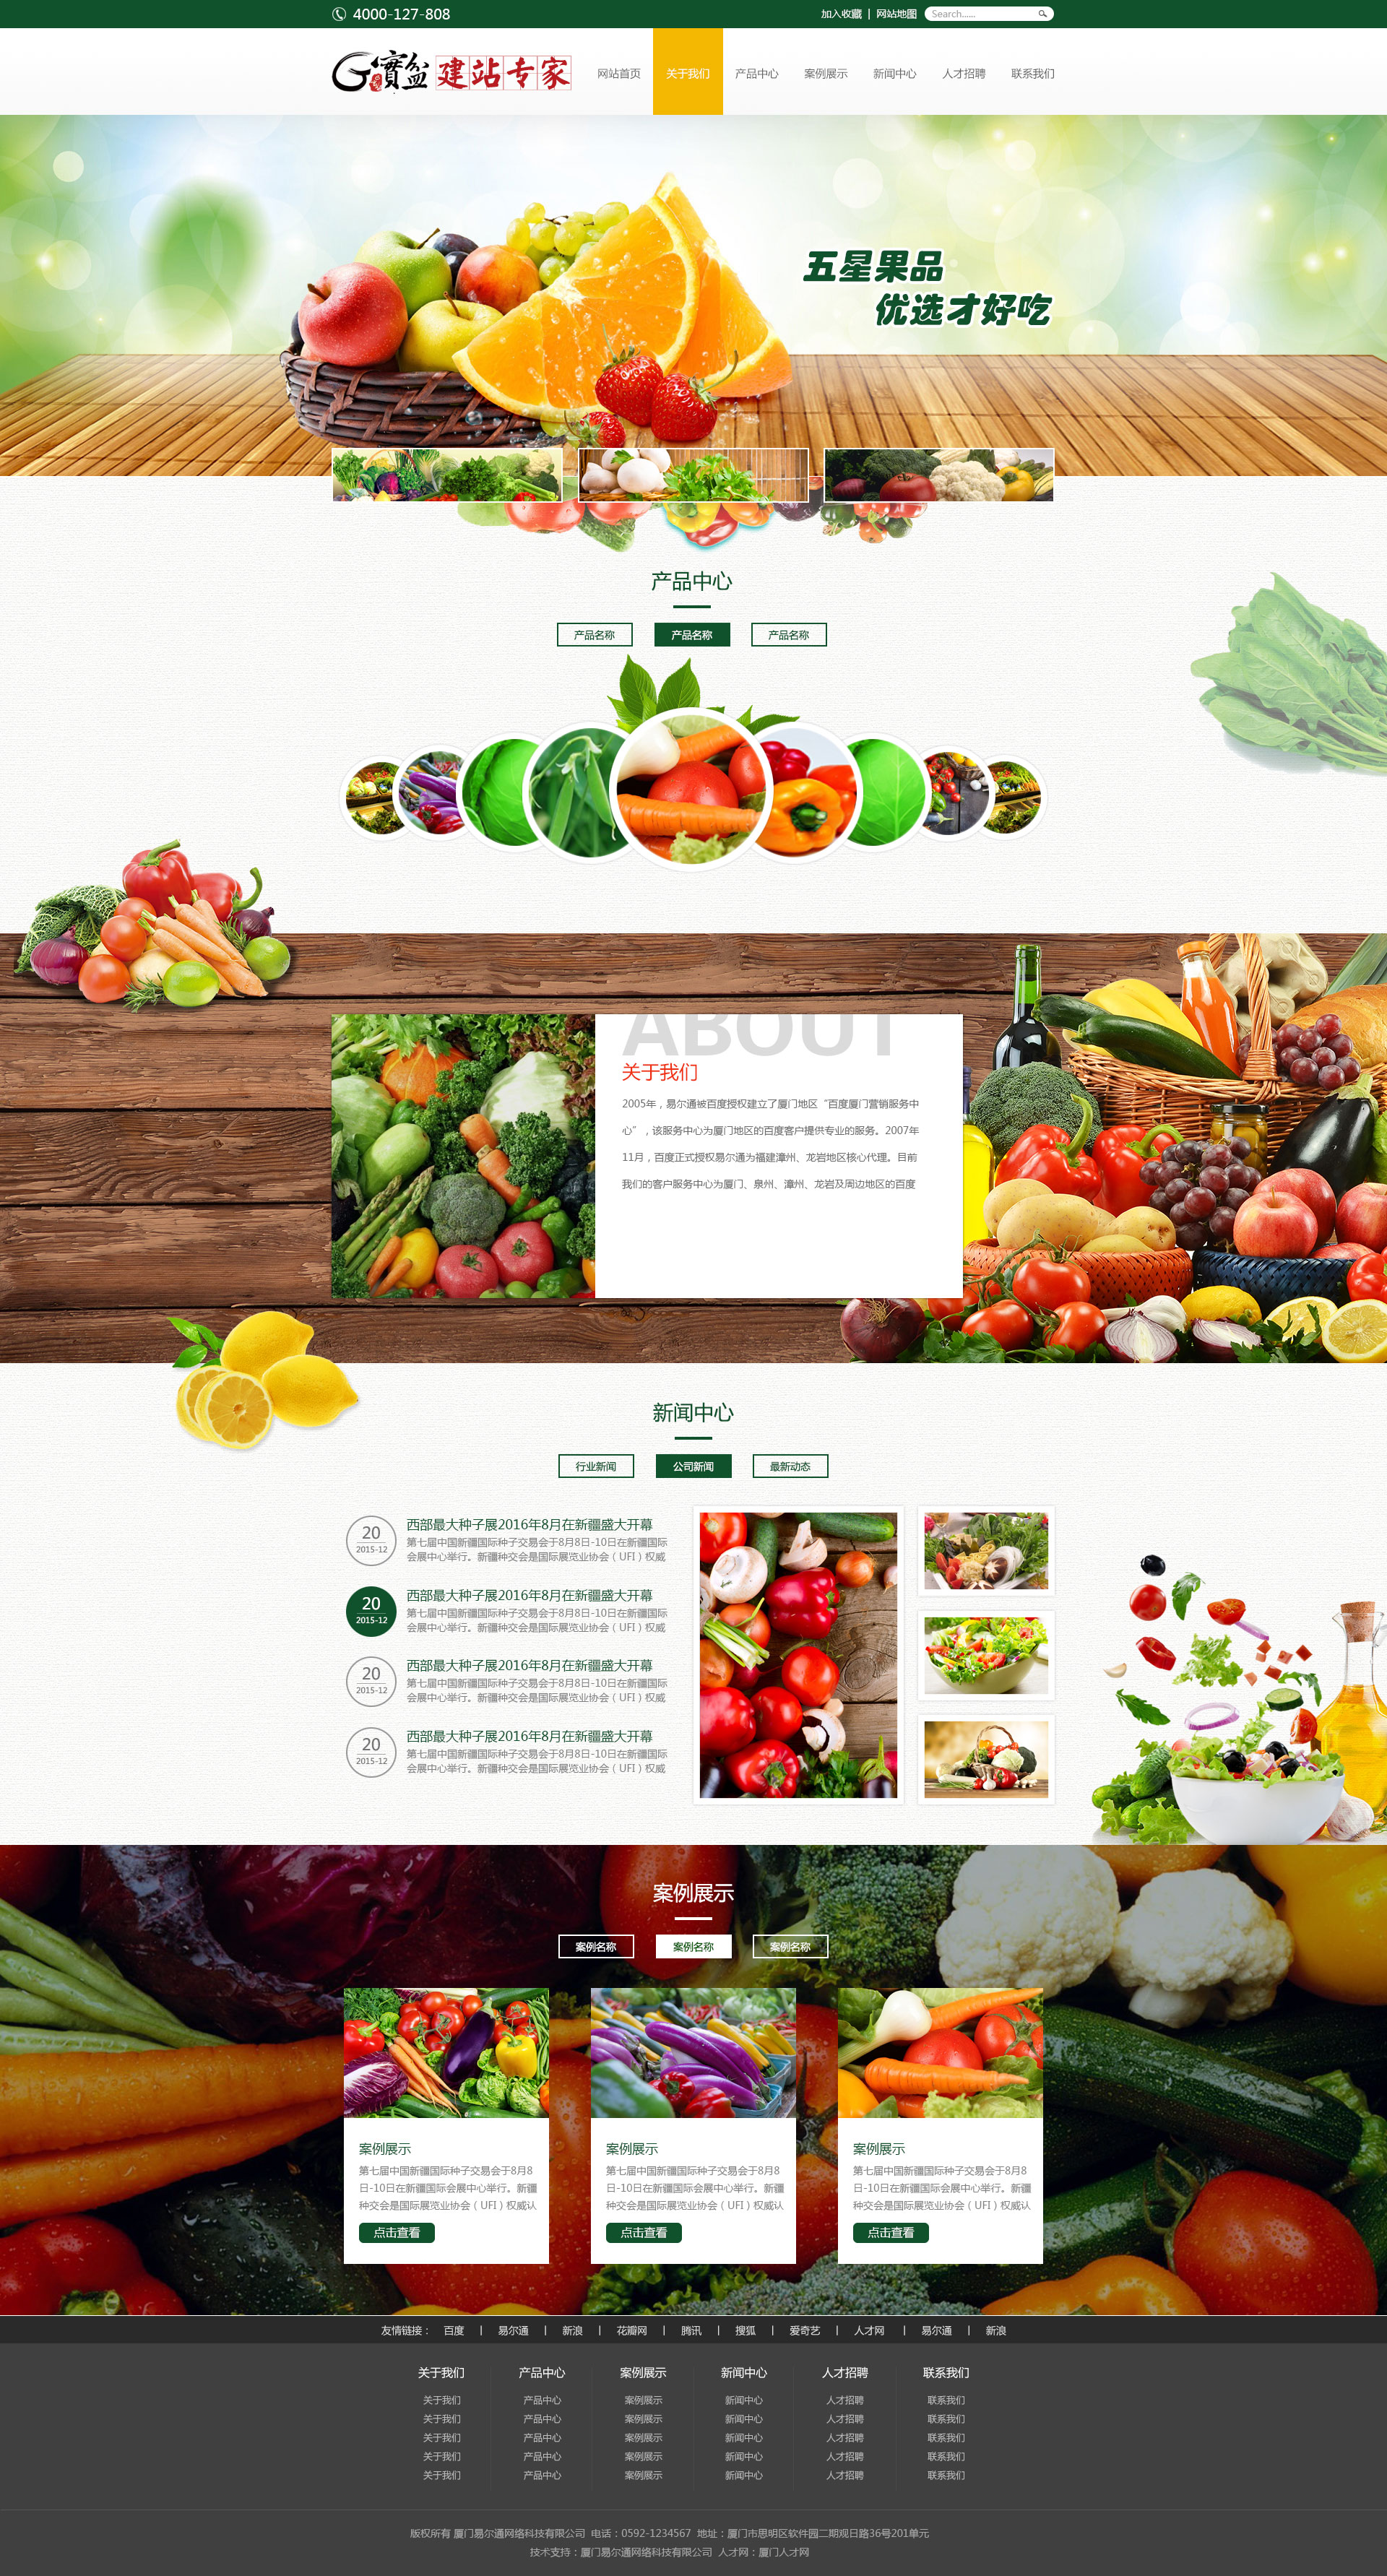 4000-127-808
加入收藏 | 网站地图 Search......
G 寶盆 建站专家
网站首页 关于我们 产品中心 案例展示 新闻中心 人才招聘 联系我们
五星果品
优选才好吃
产品中心
产品名称 产品名称 产品名称
ABOUT
关于我们
2005年，易尔通被百度授权建立了厦门地区“百度厦门营销服务中
心”，该服务中心为厦门地区的百度客户提供专业的服务。2007年
11月，百度正式授权易尔通为福建漳州、龙岩地区核心代理。目前
我们的客户服务中心为厦门、泉州、漳州、龙岩及周边地区的百度
新闻中心
行业新闻 公司新闻 最新动态
20
2015-12
西部最大种子展2016年8月在新疆盛大开幕
第七届中国新疆国际种子交易会于8月8日-10日在新疆国际
会展中心举行。新疆种交会是国际展览业协会（UFI）权威
20
2015-12
西部最大种子展2016年8月在新疆盛大开幕
第七届中国新疆国际种子交易会于8月8日-10日在新疆国际
会展中心举行。新疆种交会是国际展览业协会（UFI）权威
20
2015-12
西部最大种子展2016年8月在新疆盛大开幕
第七届中国新疆国际种子交易会于8月8日-10日在新疆国际
会展中心举行。新疆种交会是国际展览业协会（UFI）权威
20
2015-12
西部最大种子展2016年8月在新疆盛大开幕
第七届中国新疆国际种子交易会于8月8日-10日在新疆国际
会展中心举行。新疆种交会是国际展览业协会（UFI）权威
案例展示
案例名称 案例名称 案例名称
案例展示
第七届中国新疆国际种子交易会于8月8
日-10日在新疆国际会展中心举行。新疆
种交会是国际展览业协会（UFI）权威认
点击查看
案例展示
第七届中国新疆国际种子交易会于8月8
日-10日在新疆国际会展中心举行。新疆
种交会是国际展览业协会（UFI）权威认
点击查看
案例展示
第七届中国新疆国际种子交易会于8月8
日-10日在新疆国际会展中心举行。新疆
种交会是国际展览业协会（UFI）权威认
点击查看
友情链接： 百度 | 易尔通 | 新浪 | 花瓣网 | 腾讯 | 搜狐 | 爱奇艺 | 人才网 | 易尔通 | 新浪
关于我们 产品中心 案例展示 新闻中心 人才招聘 联系我们
关于我们 产品中心 案例展示 新闻中心 人才招聘 联系我们
关于我们 产品中心 案例展示 新闻中心 人才招聘 联系我们
关于我们 产品中心 案例展示 新闻中心 人才招聘 联系我们
关于我们 产品中心 案例展示 新闻中心 人才招聘 联系我们
关于我们 产品中心 案例展示 新闻中心 人才招聘 联系我们
版权所有 厦门易尔通网络科技有限公司 电话：0592-1234567 地址：厦门市思明区软件园二期观日路36号201单元
技术支持：厦门易尔通网络科技有限公司 人才网：厦门人才网